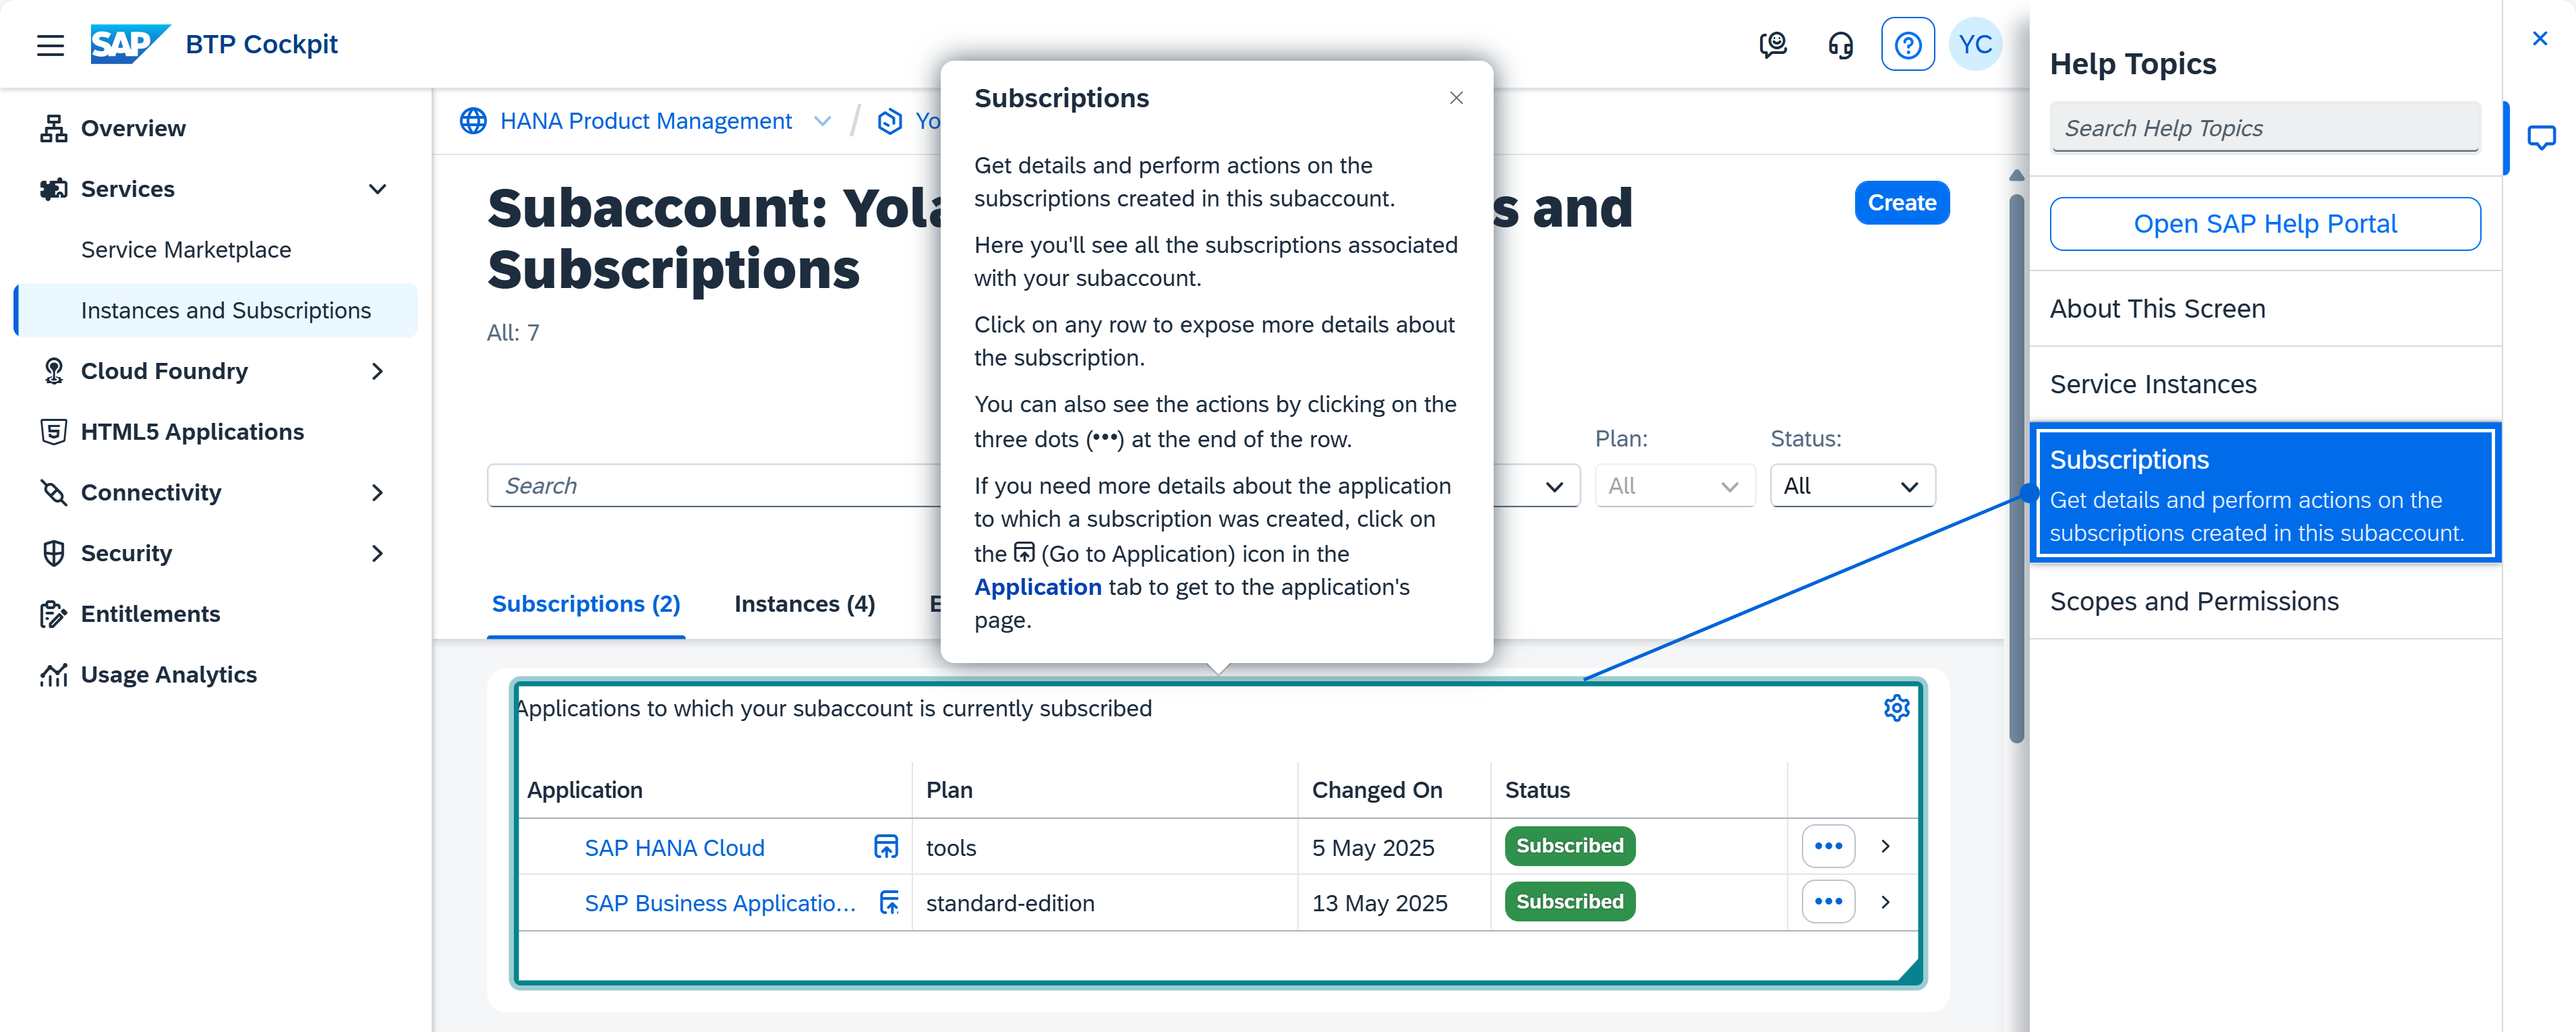 SAP BTP Cockpit
YC
Overview
Services
Service Marketplace
Instances and Subscriptions
Cloud Foundry
HTML5 Applications
Connectivity
Security
Entitlements
Usage Analytics
HANA Product Management / Yo
Subaccount: Yola
s and
Subscriptions
Create
All: 7
Search
Plan:
All
Status:
All
Subscriptions (2)
Instances (4)
E
Subscriptions
Get details and perform actions on the
subscriptions created in this subaccount.
Here you'll see all the subscriptions associated
with your subaccount.
Click on any row to expose more details about
the subscription.
You can also see the actions by clicking on the
three dots (•••) at the end of the row.
If you need more details about the application
to which a subscription was created, click on
the (Go to Application) icon in the
Application tab to get to the application's
page.
Applications to which your subaccount is currently subscribed
Application Plan Changed On Status
SAP HANA Cloud tools 5 May 2025 Subscribed
SAP Business Applicatio... standard-edition 13 May 2025 Subscribed
Help Topics
Search Help Topics
Open SAP Help Portal
About This Screen
Service Instances
Subscriptions
Get details and perform actions on the
subscriptions created in this subaccount.
Scopes and Permissions